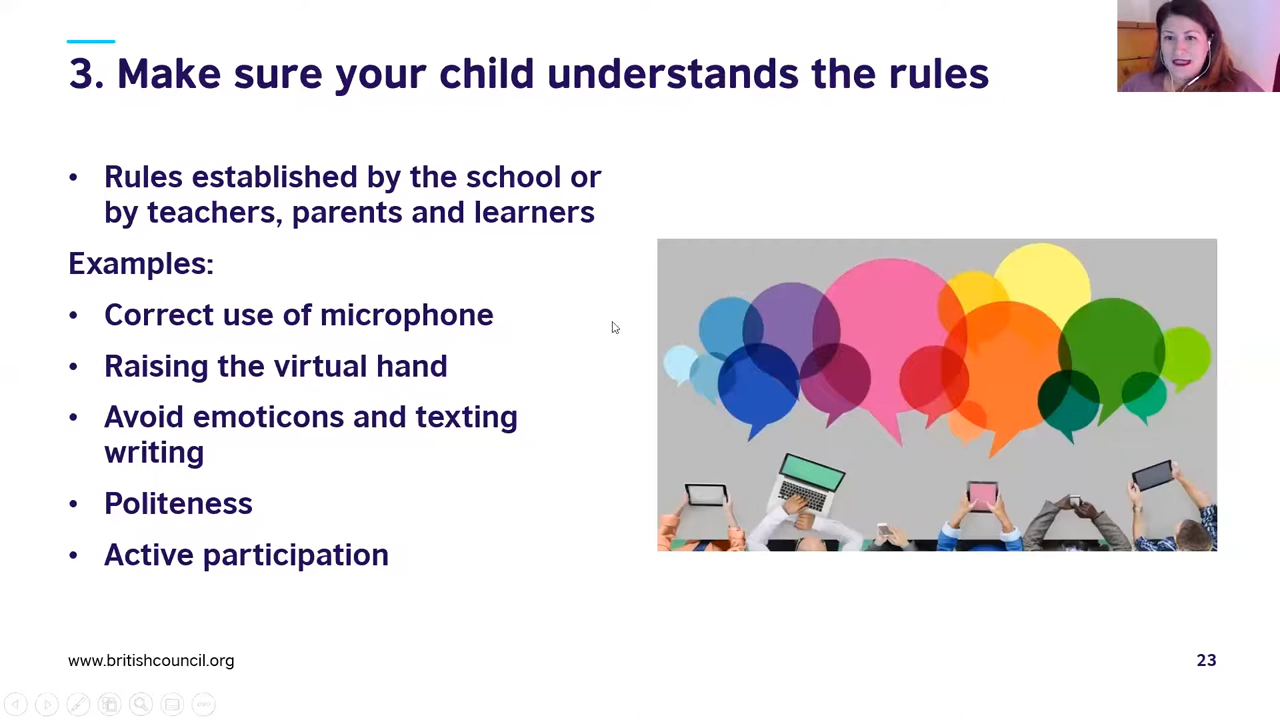 3. Make sure your child understands the rules
• Rules established by the school or
by teachers, parents and learners
Examples:
• Correct use of microphone
• Raising the virtual hand
• Avoid emoticons and texting
writing
• Politeness
• Active participation
www.britishcouncil.org
23